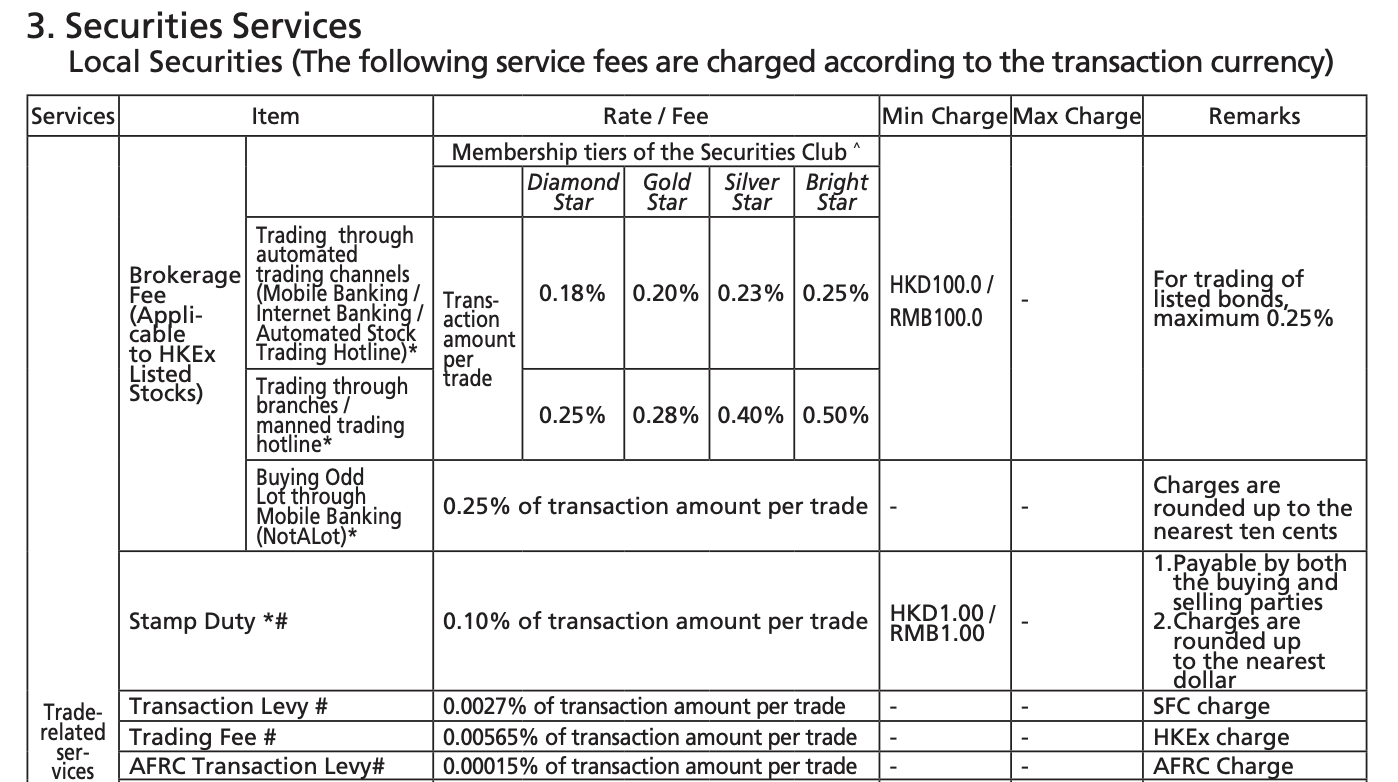 3. Securities Services
Local Securities (The following service fees are charged according to the transaction currency)
Services Item Rate / Fee Min Charge Max Charge Remarks
Membership tiers of the Securities Club ^
Diamond Star Gold Star Silver Star Bright Star
Brokerage
Fee
(Appli-
cable
to HKEx
Listed
Stocks)
Trading through
automated
trading channels
(Mobile Banking /
Internet Banking /
Automated Stock
Trading Hotline)*
Trans-
action
amount
per
trade
0.18% 0.20% 0.23% 0.25%
HKD100.0 /
RMB100.0
-
For trading of
listed bonds,
maximum 0.25%
Trading through
branches /
manned trading
hotline*
0.25% 0.28% 0.40% 0.50%
Buying Odd
Lot through
Mobile Banking
(NotALot)*
0.25% of transaction amount per trade - -
Charges are
rounded up to the
nearest ten cents
Stamp Duty *# 0.10% of transaction amount per trade
HKD1.00 /
RMB1.00
-
1.Payable by both
the buying and
selling parties
2.Charges are
rounded up
to the nearest
dollar
Trade-
related
ser-
vices
Transaction Levy # 0.0027% of transaction amount per trade - - SFC charge
Trading Fee # 0.00565% of transaction amount per trade - - HKEx charge
AFRC Transaction Levy# 0.00015% of transaction amount per trade - - AFRC Charge